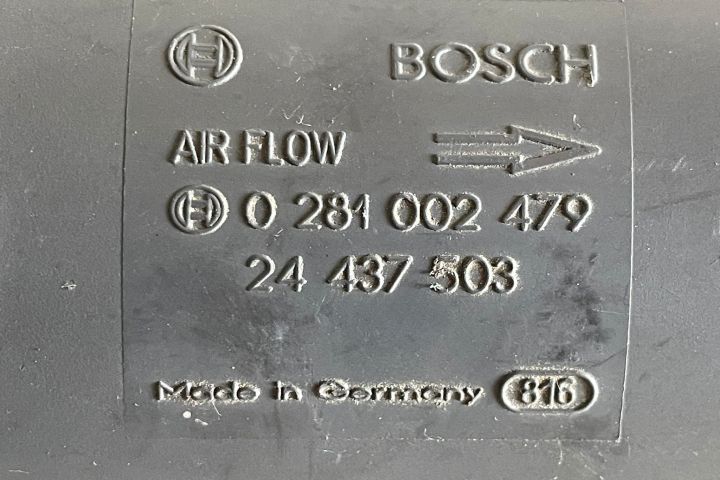 BOSCH
AIR FLOW
0 281 002 479
24 437 503
Made in Germany 816